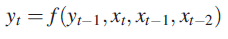 yₜ = f(yₜ₋₁, xₜ, xₜ₋₁, xₜ₋₂)